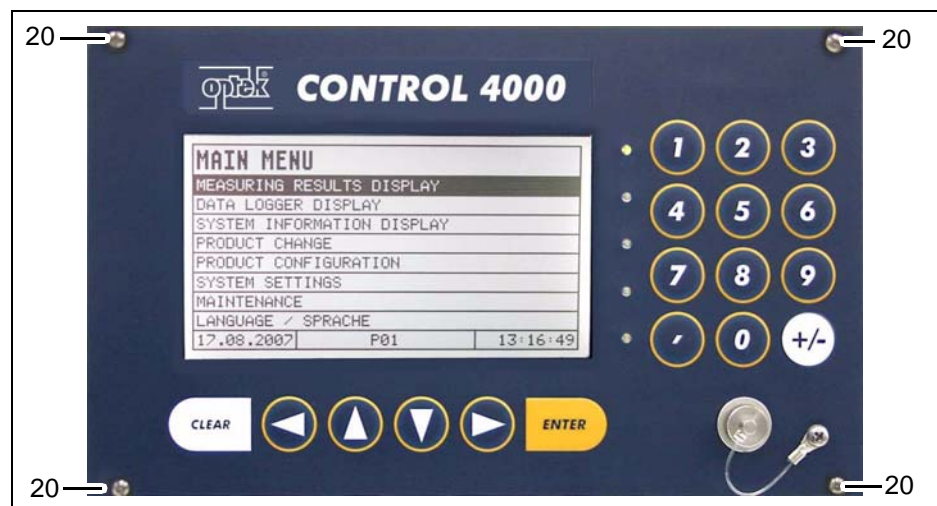 20
20
optek
CONTROL 4000
MAIN MENU
MEASURING RESULTS DISPLAY
DATA LOGGER DISPLAY
SYSTEM INFORMATION DISPLAY
PRODUCT CHANGE
PRODUCT CONFIGURATION
SYSTEM SETTINGS
MAINTENANCE
LANGUAGE / SPRACHE
17.08.2007 P01 13:16:49
1 2 3
4 5 6
7 8 9
, 0 +/-
CLEAR ENTER
20
20